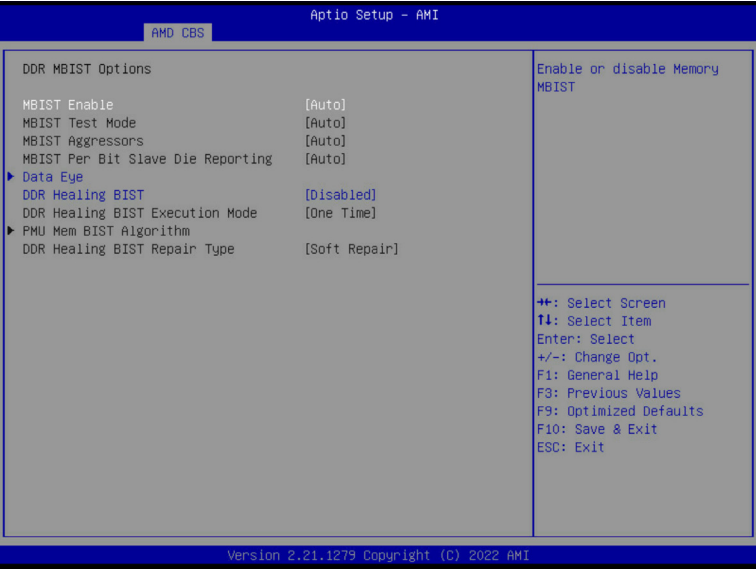 Aptio Setup – AMI
AMD CBS
DDR MBIST Options
MBIST Enable [Auto]
MBIST Test Mode [Auto]
MBIST Aggressors [Auto]
MBIST Per Bit Slave Die Reporting [Auto]
Data Eye
DDR Healing BIST [Disabled]
DDR Healing BIST Execution Mode [One Time]
PMU Mem BIST Algorithm
DDR Healing BIST Repair Type [Soft Repair]
Enable or disable Memory
MBIST
→←: Select Screen
↑↓: Select Item
Enter: Select
+/-: Change Opt.
F1: General Help
F3: Previous Values
F9: Optimized Defaults
F10: Save & Exit
ESC: Exit
Version 2.21.1279 Copyright (C) 2022 AMI